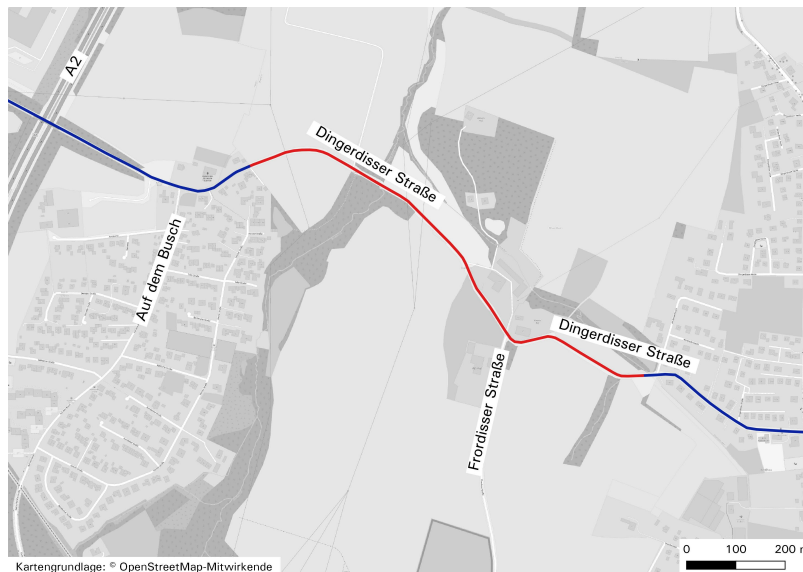 A2
Dingerdisser Straße
Auf dem Busch
Dingerdisser Straße
Frordisser Straße
0 100 200 m
Kartengrundlage: © OpenStreetMap-Mitwirkende